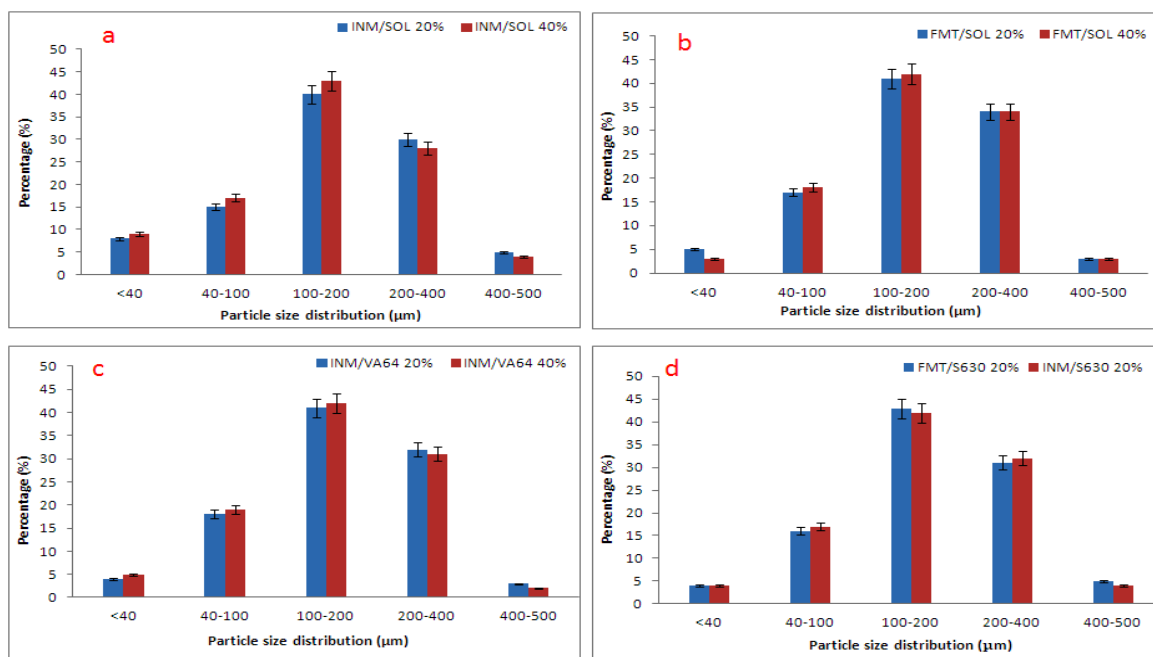 a
INM/SOL 20% INM/SOL 40%
Percentage (%)
50
45
40
35
30
25
20
15
10
5
0
<40 40-100 100-200 200-400 400-500
Particle size distribution (µm)
b
FMT/SOL 20% FMT/SOL 40%
Percentage (%)
50
45
40
35
30
25
20
15
10
5
0
<40 40-100 100-200 200-400 400-500
Particle size distribution (µm)
c
INM/VA64 20% INM/VA64 40%
Percentage (%)
50
45
40
35
30
25
20
15
10
5
0
<40 40-100 100-200 200-400 400-500
Particle size distribution (µm)
d
FMT/S630 20% INM/S630 20%
Percentage (%)
50
45
40
35
30
25
20
15
10
5
0
<40 40-100 100-200 200-400 400-500
Particle size distribution (µm)